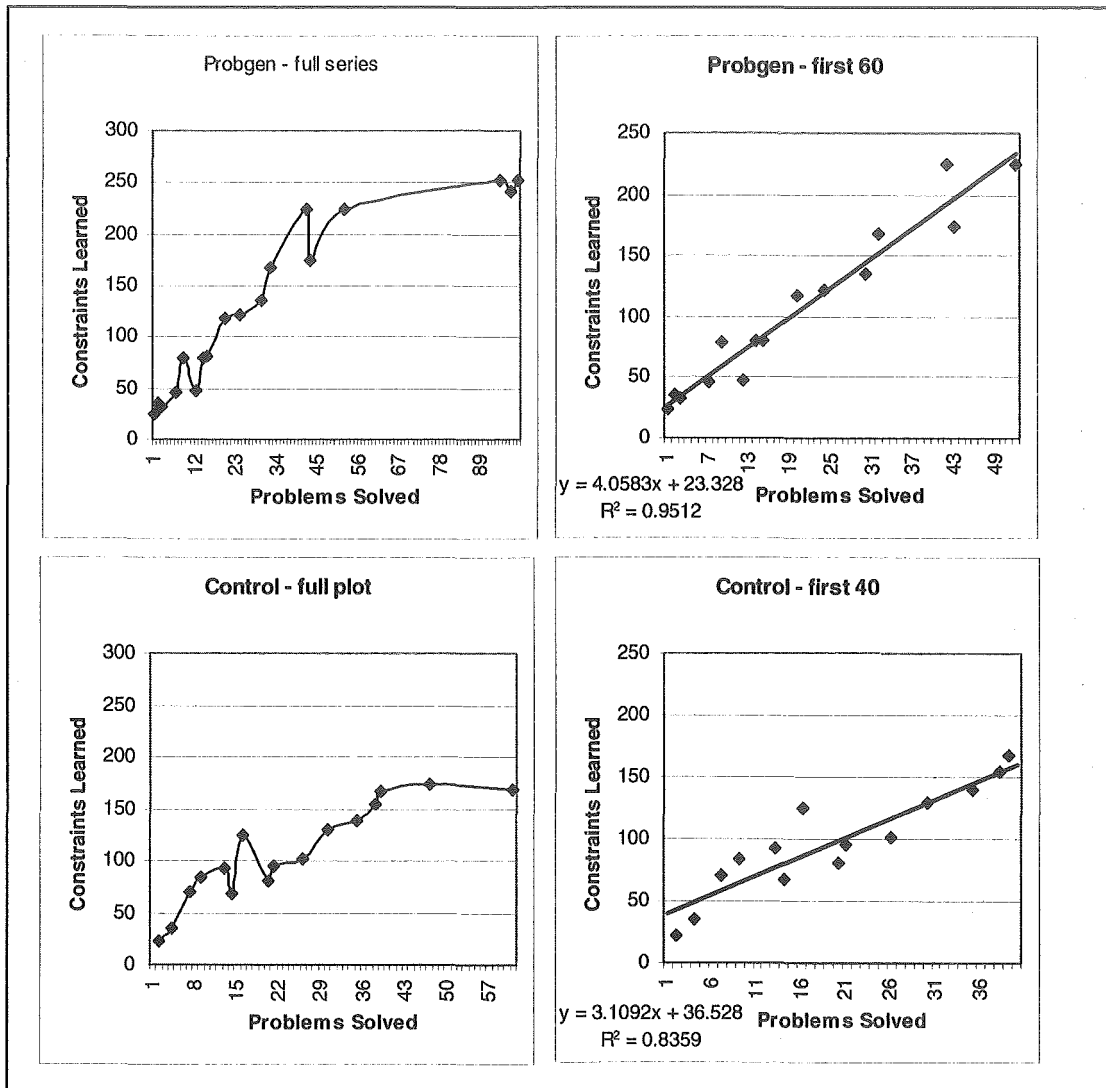 Probgen - full series
Constraints Learned
300
250
200
150
100
50
0
1 12 23 34 45 56 67 78 89
Problems Solved
Probgen - first 60
Constraints Learned
250
200
150
100
50
0
1 7 13 19 25 31 37 43 49
y = 4.0583x + 23.328
Problems Solved
R² = 0.9512
Control - full plot
Constraints Learned
300
250
200
150
100
50
0
1 8 15 22 29 36 43 50 57
Problems Solved
Control - first 40
Constraints Learned
250
200
150
100
50
0
1 6 11 16 21 26 31 36
y = 3.1092x + 36.528
Problems Solved
R² = 0.8359